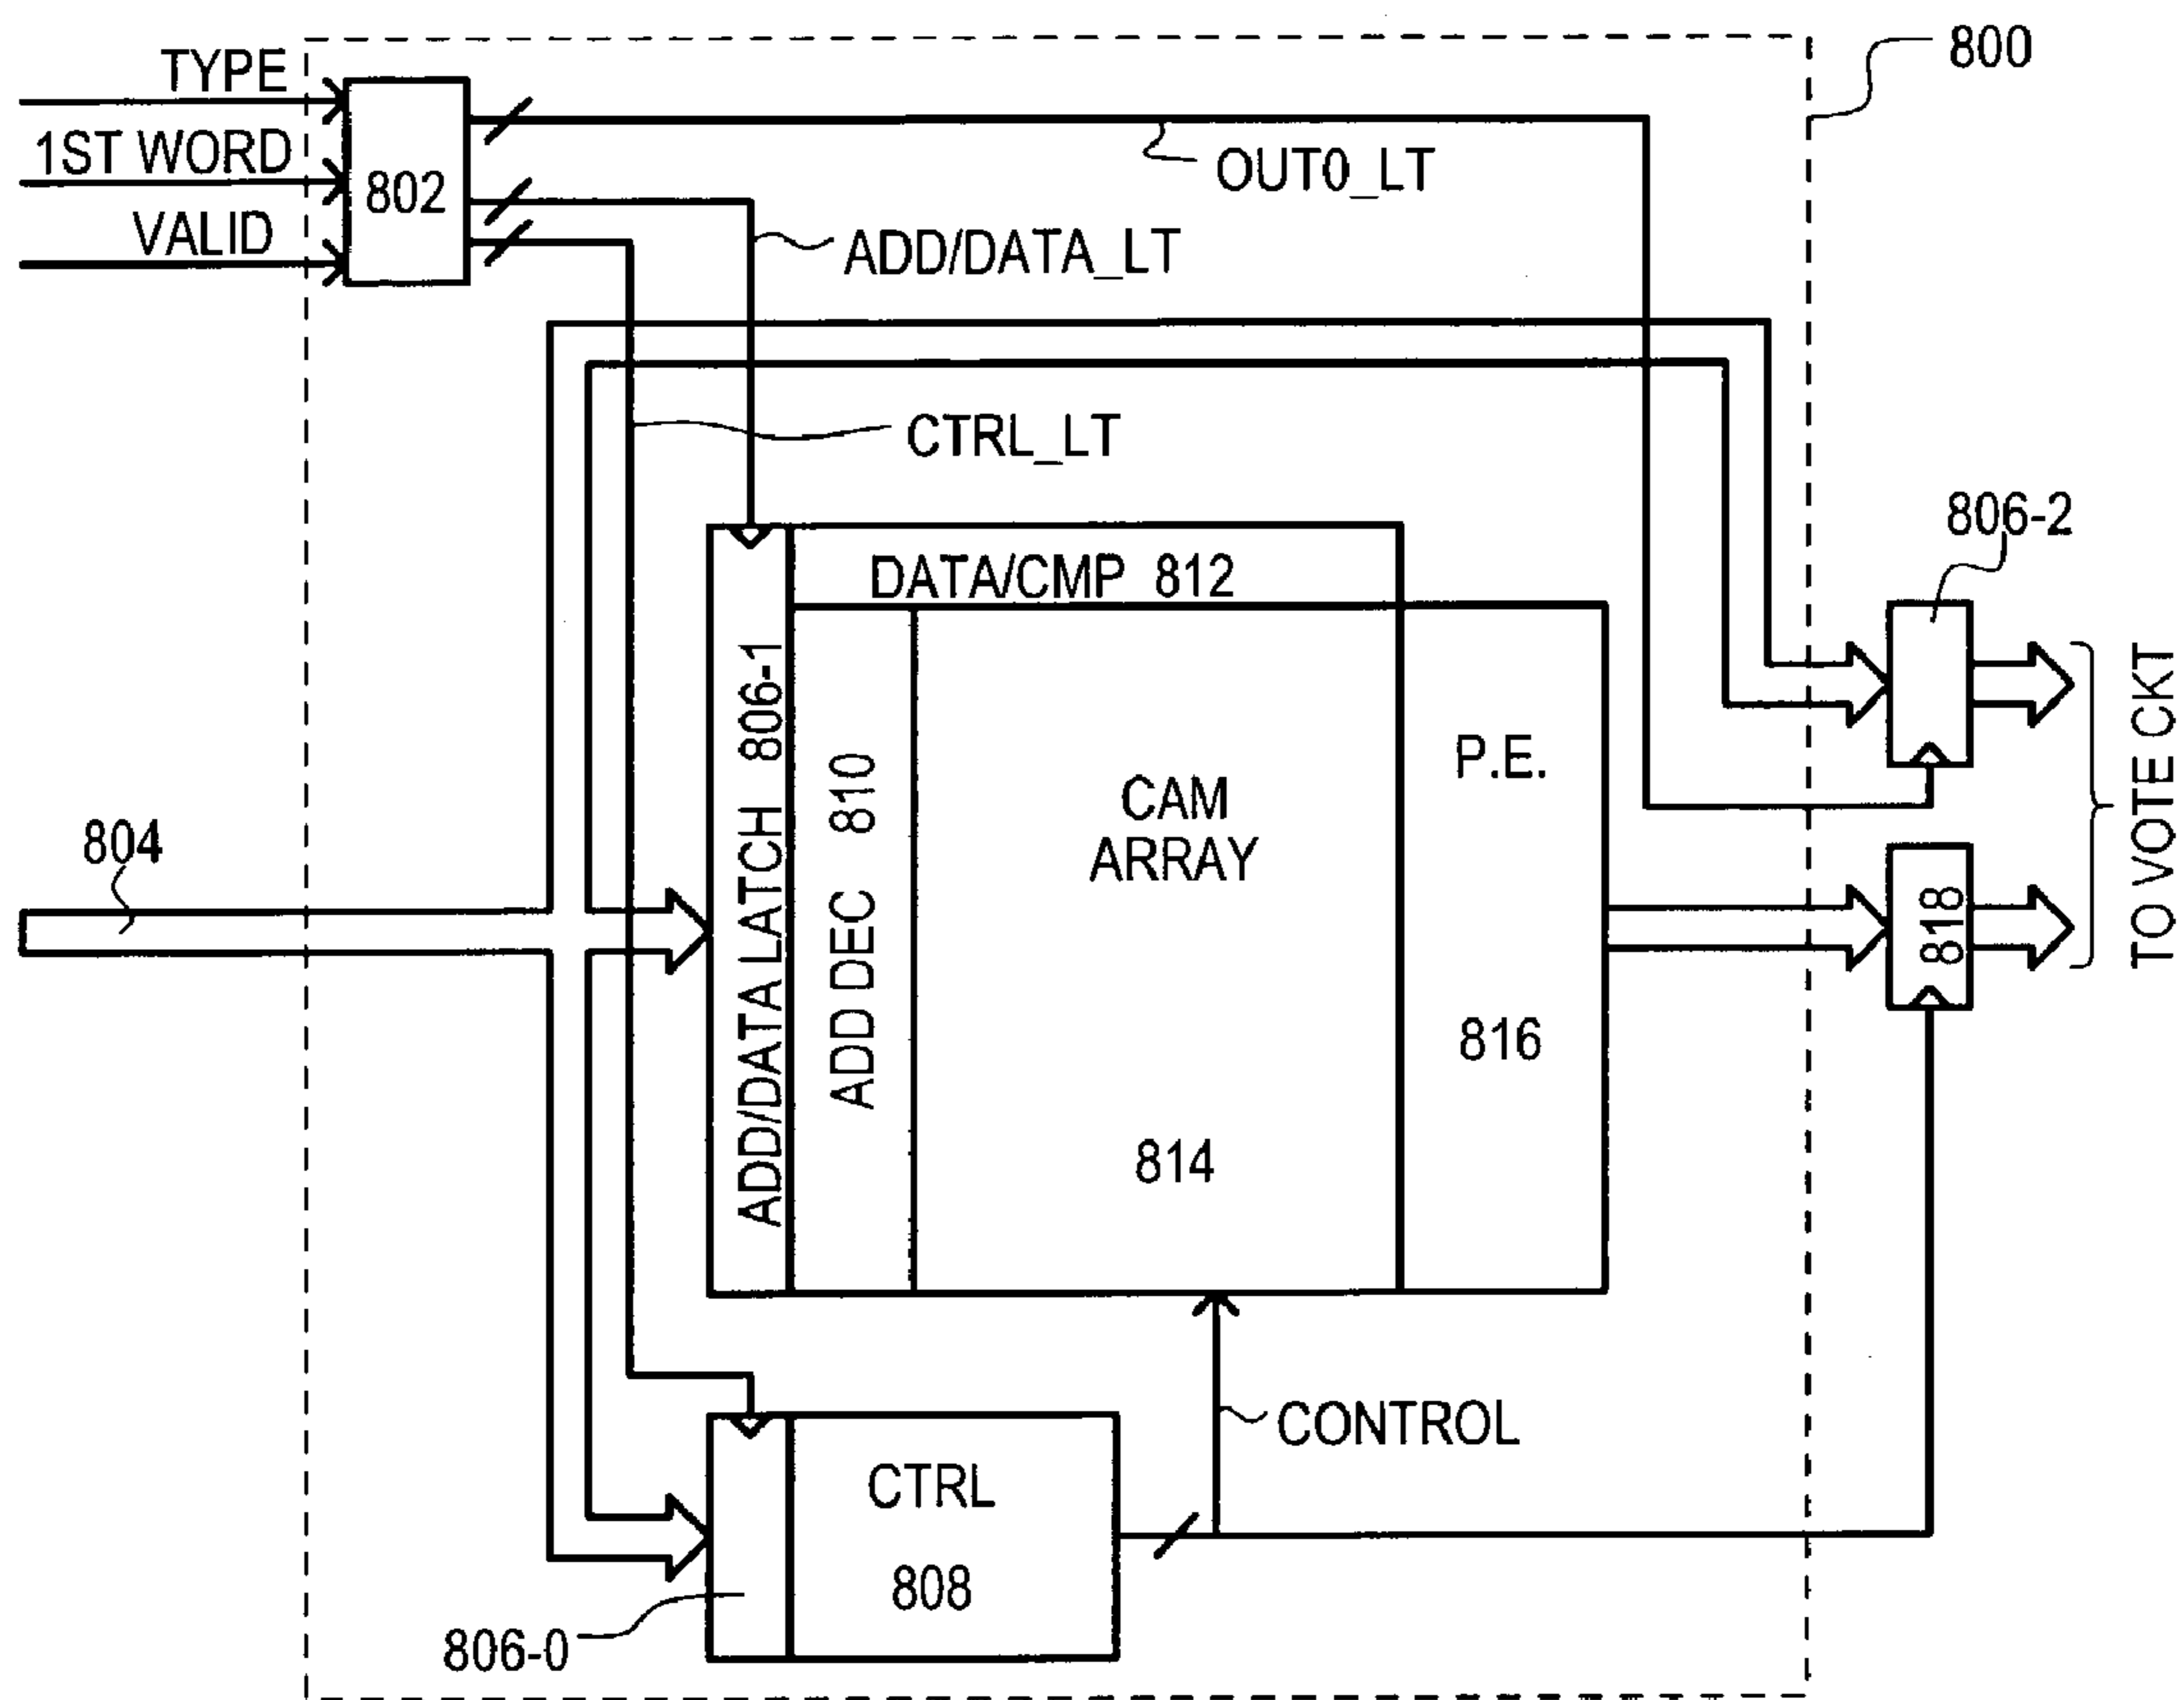 TYPE
1ST WORD
VALID
802
800
OUT0_LT
ADD/DATA_LT
CTRL_LT
806-2
DATA/CMP 812
ADD/DATA LATCH 806-1
ADD DEC 810
CAM
ARRAY
814
P.E.
816
804
818
TO VOTE CKT
CONTROL
CTRL
808
806-0